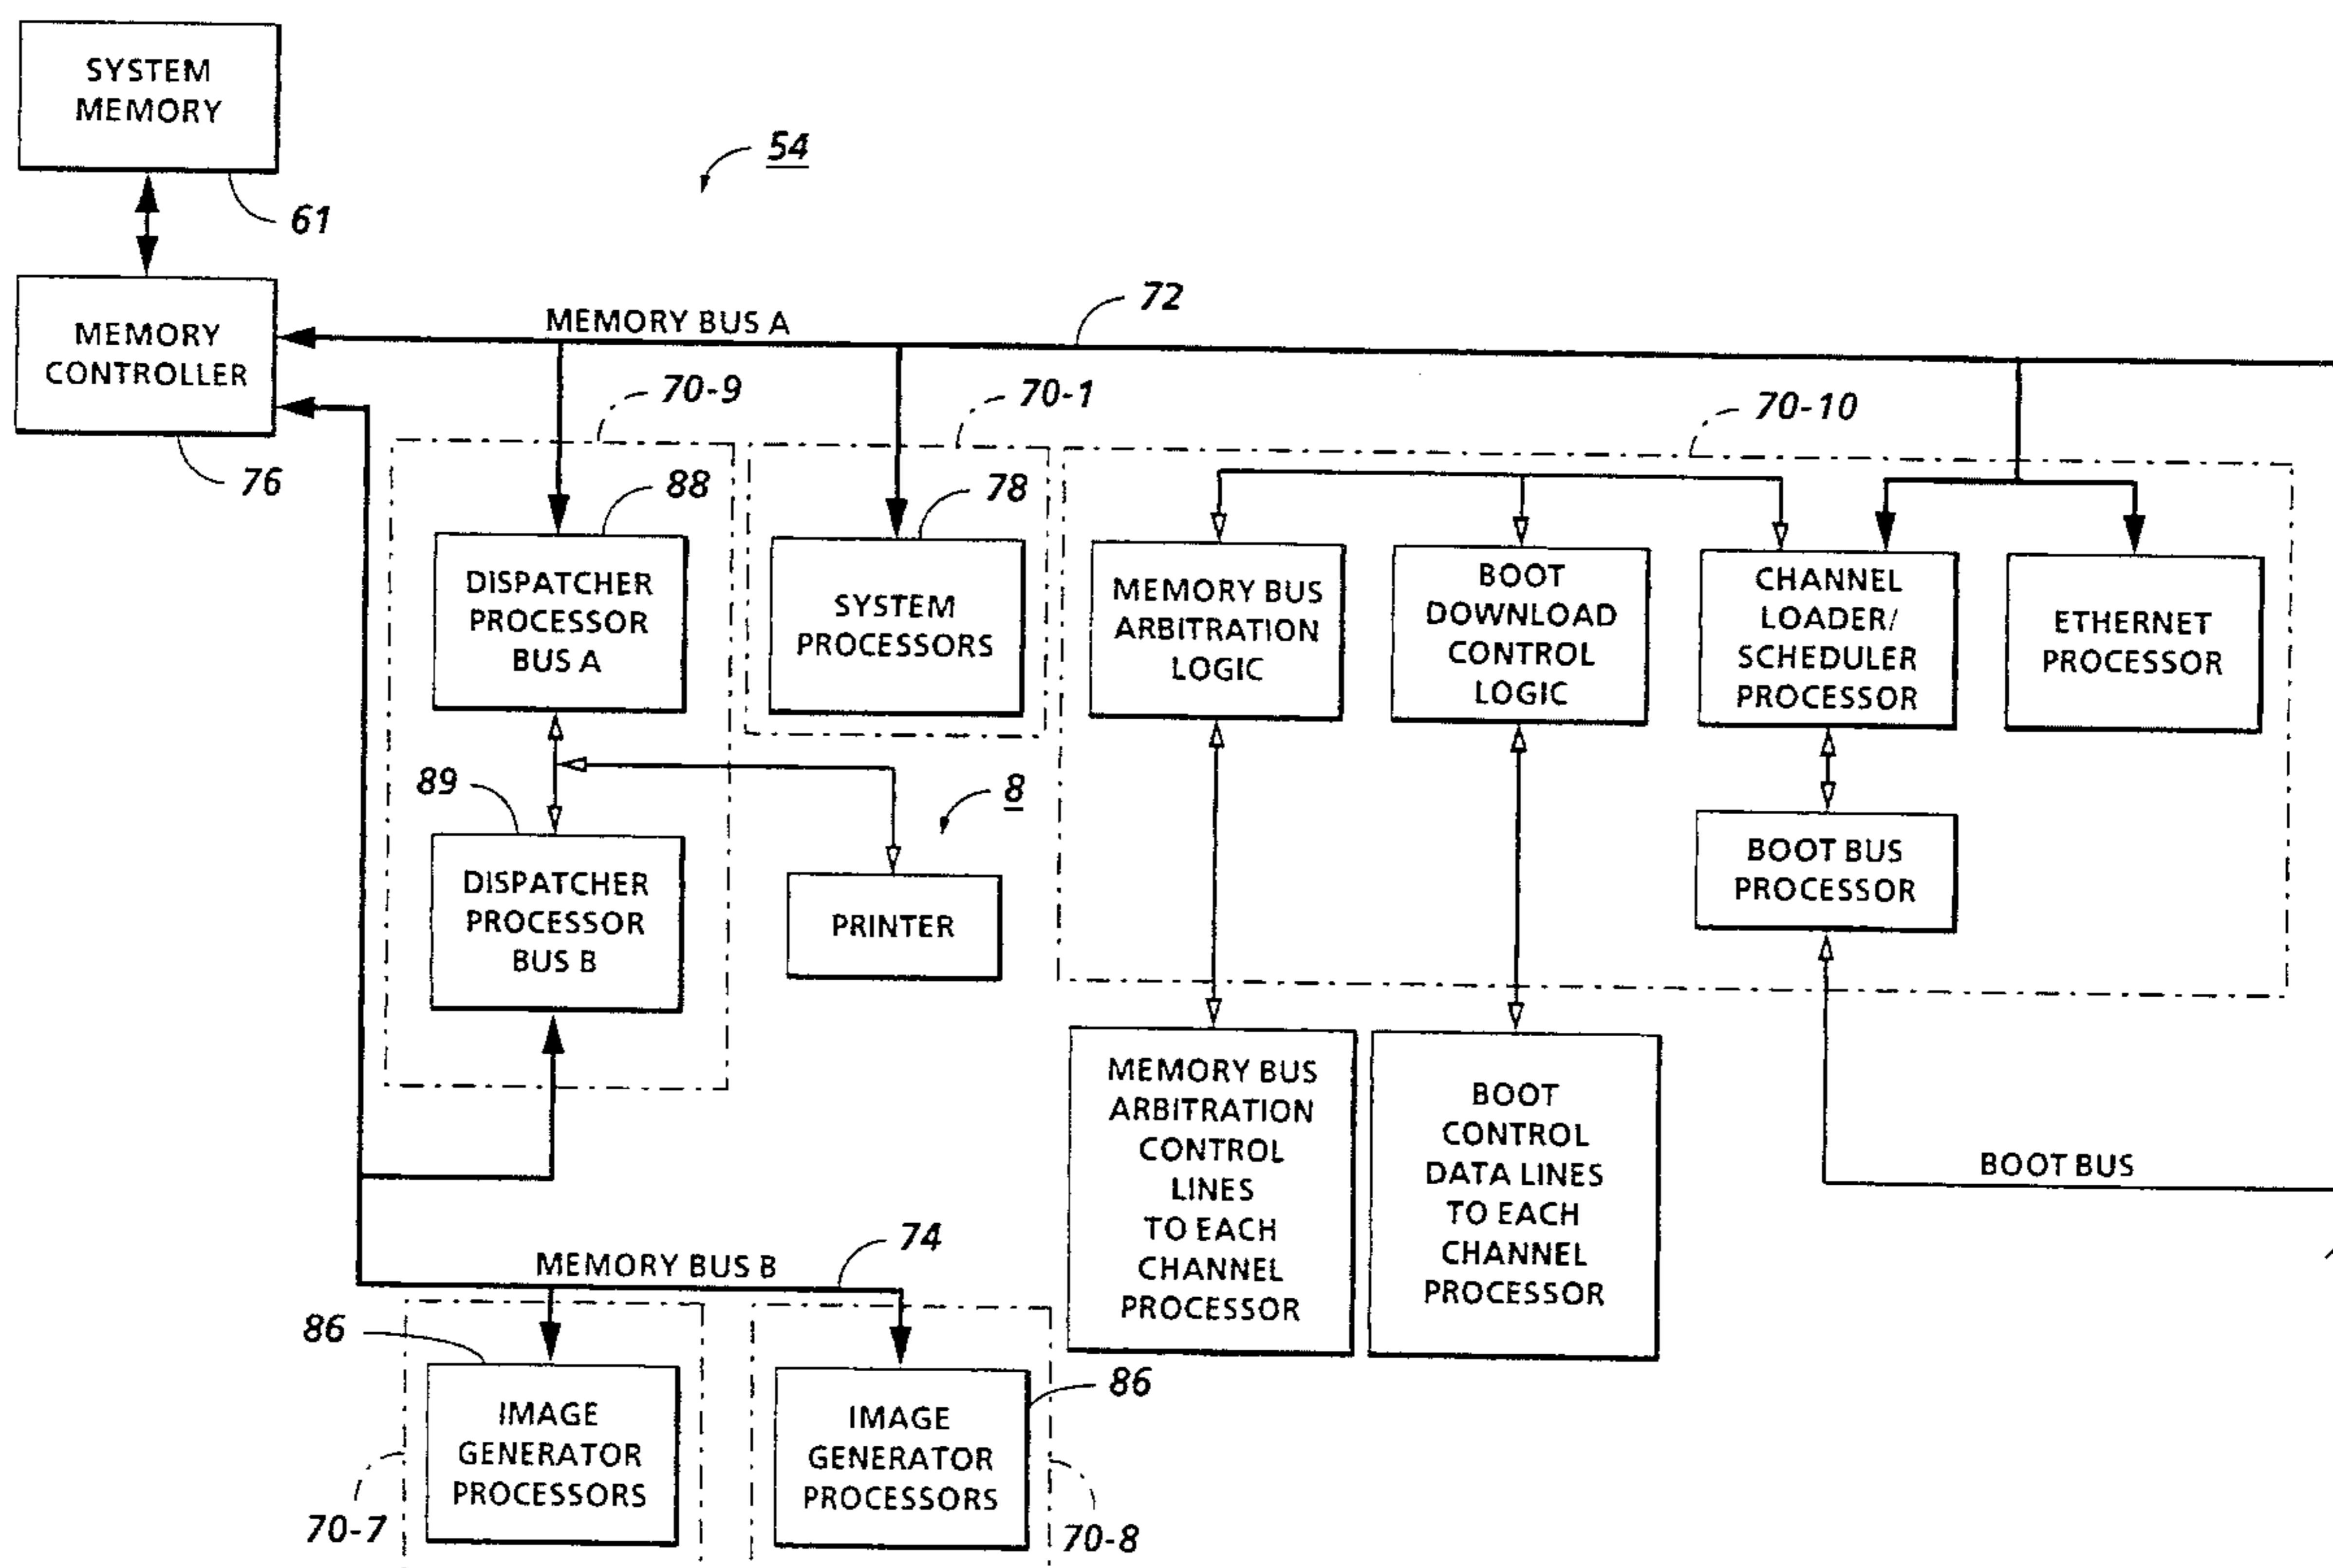 SYSTEM
MEMORY
54
61
72
MEMORY BUS A
MEMORY
CONTROLLER
70-9
70-1
70-10
76
88
78
DISPATCHER
PROCESSOR
BUS A
SYSTEM
PROCESSORS
MEMORY BUS
ARBITRATION
LOGIC
BOOT
DOWNLOAD
CONTROL
LOGIC
CHANNEL
LOADER/
SCHEDULER
PROCESSOR
ETHERNET
PROCESSOR
89
8
DISPATCHER
PROCESSOR
BUS B
PRINTER
BOOT BUS
PROCESSOR
MEMORY BUS
ARBITRATION
CONTROL
LINES
TO EACH
CHANNEL
PROCESSOR
BOOT
CONTROL
DATA LINES
TO EACH
CHANNEL
PROCESSOR
BOOT BUS
74
MEMORY BUS B
86
86
IMAGE
GENERATOR
PROCESSORS
IMAGE
GENERATOR
PROCESSORS
70-7
70-8